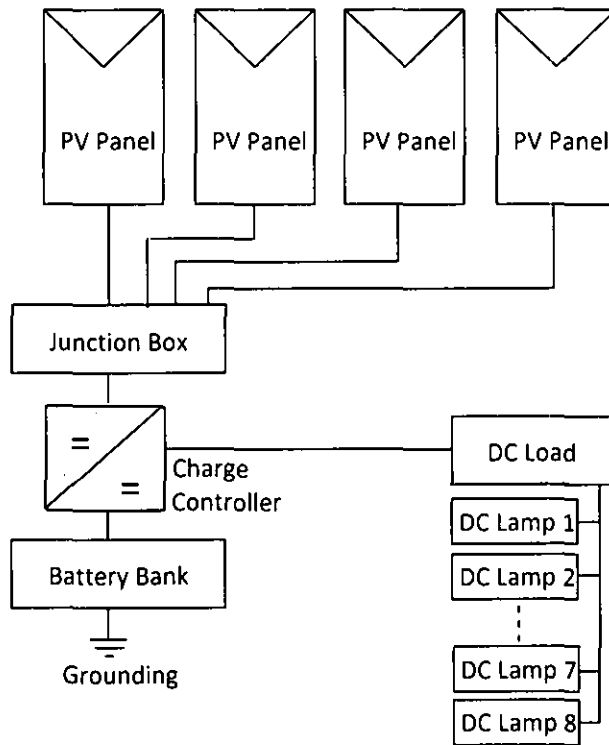 PV Panel
PV Panel
PV Panel
PV Panel
Junction Box
=
=
Charge
Controller
DC Load
DC Lamp 1
DC Lamp 2
DC Lamp 7
DC Lamp 8
Battery Bank
Grounding